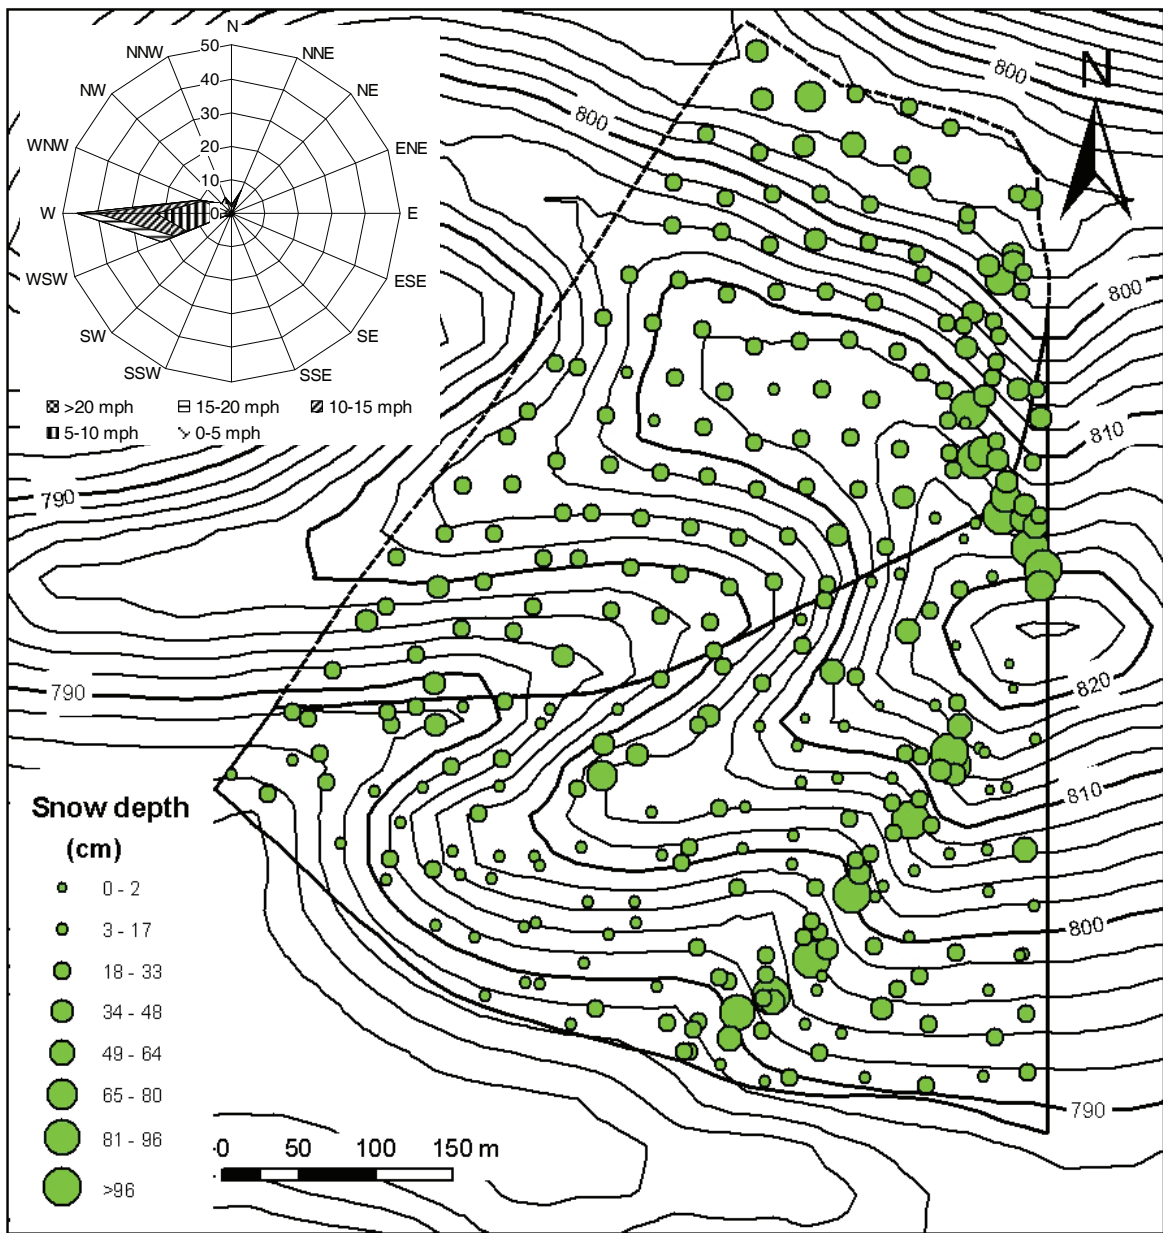 N
NNW 50 NNE
NW 40 NE
30
WNW 20 ENE
10
W 0 E
WSW ESE
SW SE
SSW SSE
>20 mph 15-20 mph 10-15 mph
5-10 mph 0-5 mph
N
800
800
800
810
790
790
820
810
800
790
Snow depth
(cm)
0 - 2
3 - 17
18 - 33
34 - 48
49 - 64
65 - 80
81 - 96
>96
0 50 100 150 m